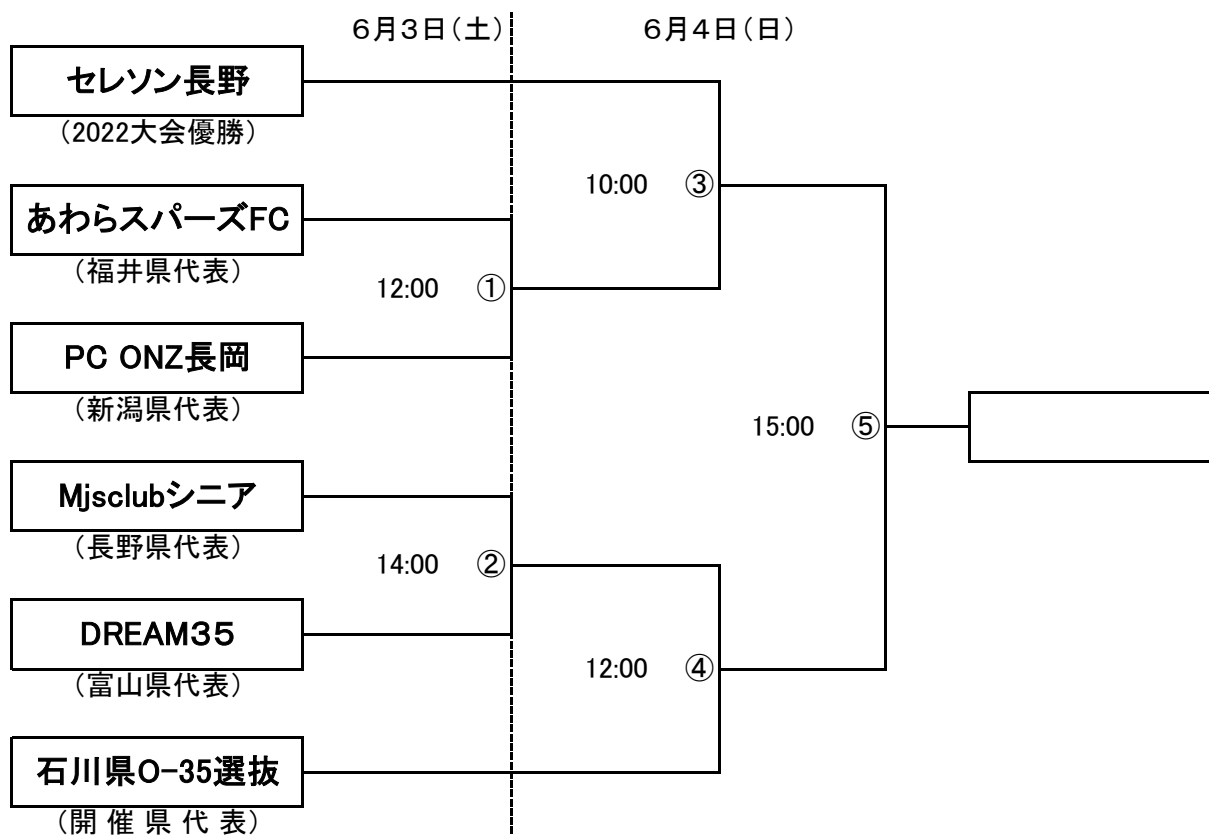 ６月３日（土）
６月４日（日）
セレソン長野
（2022大会優勝）
10:00 ③
あわらスパーズFC
（福井県代表）
12:00 ①
PC ONZ長岡
（新潟県代表）
15:00 ⑤
Mjsclubシニア
（長野県代表）
14:00 ②
DREAM３５
（富山県代表）
12:00 ④
石川県O-35選抜
（開 催 県 代 表）